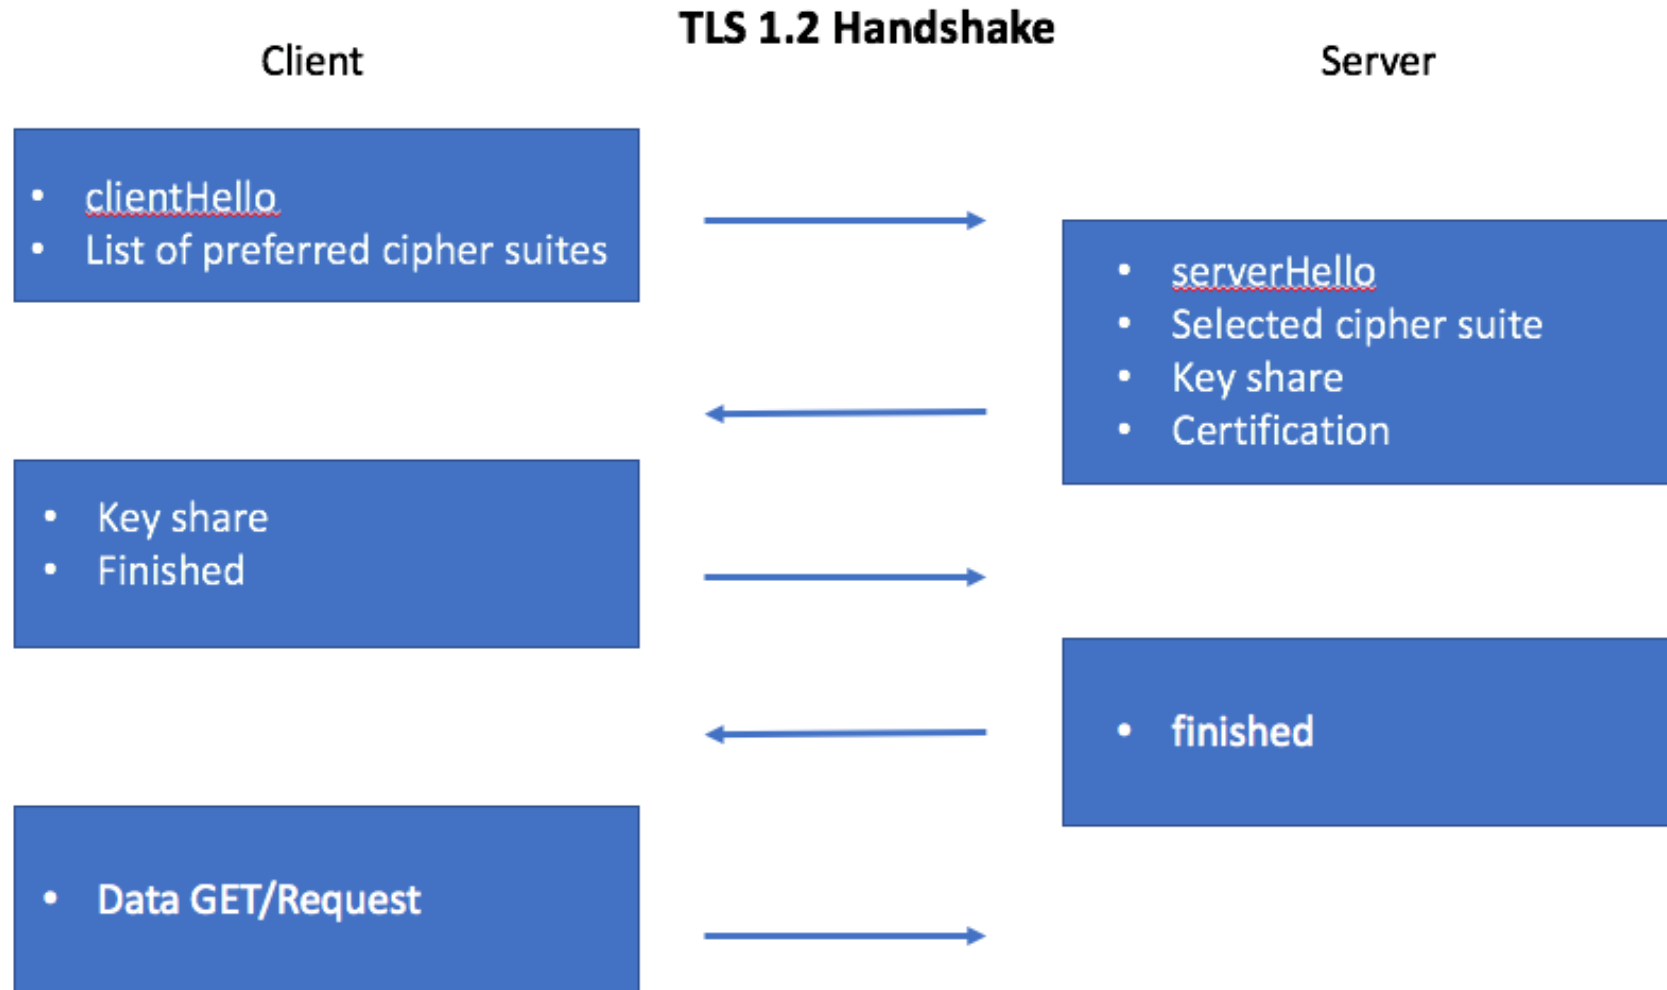 TLS 1.2 Handshake
Client
Server
• clientHello
• List of preferred cipher suites
• serverHello
• Selected cipher suite
• Key share
• Certification
• Key share
• Finished
• finished
• Data GET/Request